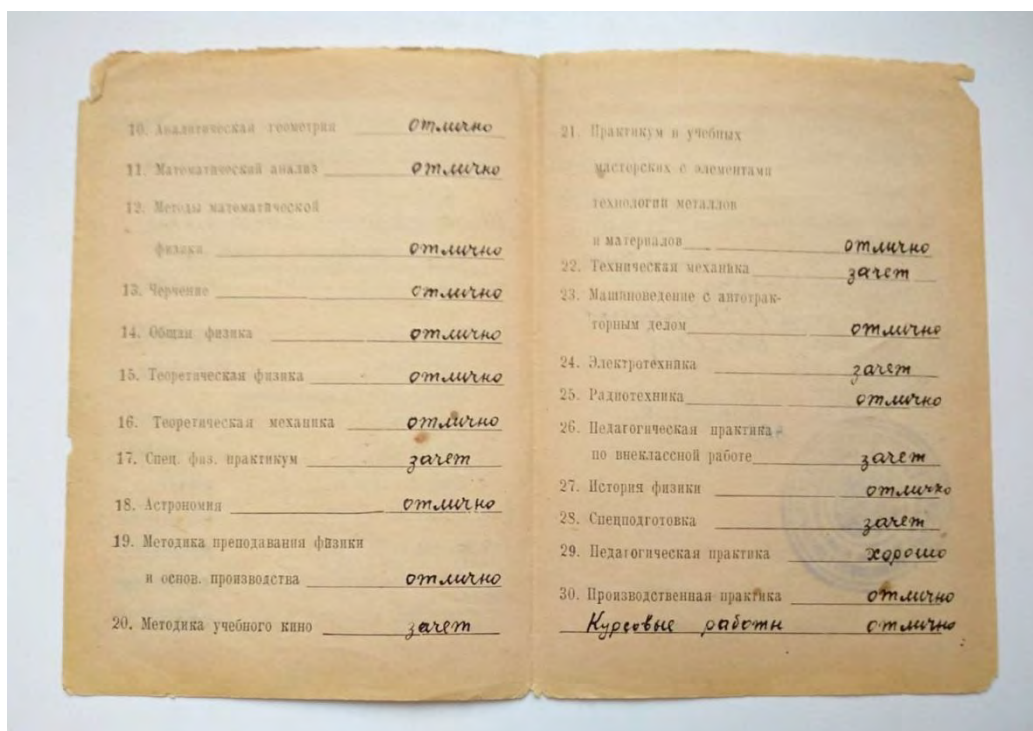 10. Аналитическая геометрия отлично
11. Математический анализ отлично
12. Методы математической
физики отлично
13. Черчение отлично
14. Общая физика отлично
15. Теоретическая физика отлично
16. Теоретическая механика отлично
17. Спец. физ. практикум зачет
18. Астрономия отлично
19. Методика преподавания физики
и основ. производства отлично
20. Методика учебного кино зачет
21. Практикум в учебных
мастерских с элементами
технологии металлов
и материалов отлично
22. Техническая механика зачет
23. Машиноведение с автотрак-
торным делом отлично
24. Электротехника зачет
25. Радиотехника отлично
26. Педагогическая практика
по внеклассной работе зачет
27. История физики отлично
28. Спецподготовка зачет
29. Педагогическая практика хорошо
30. Производственная практика отлично
Курсовые работы отлично